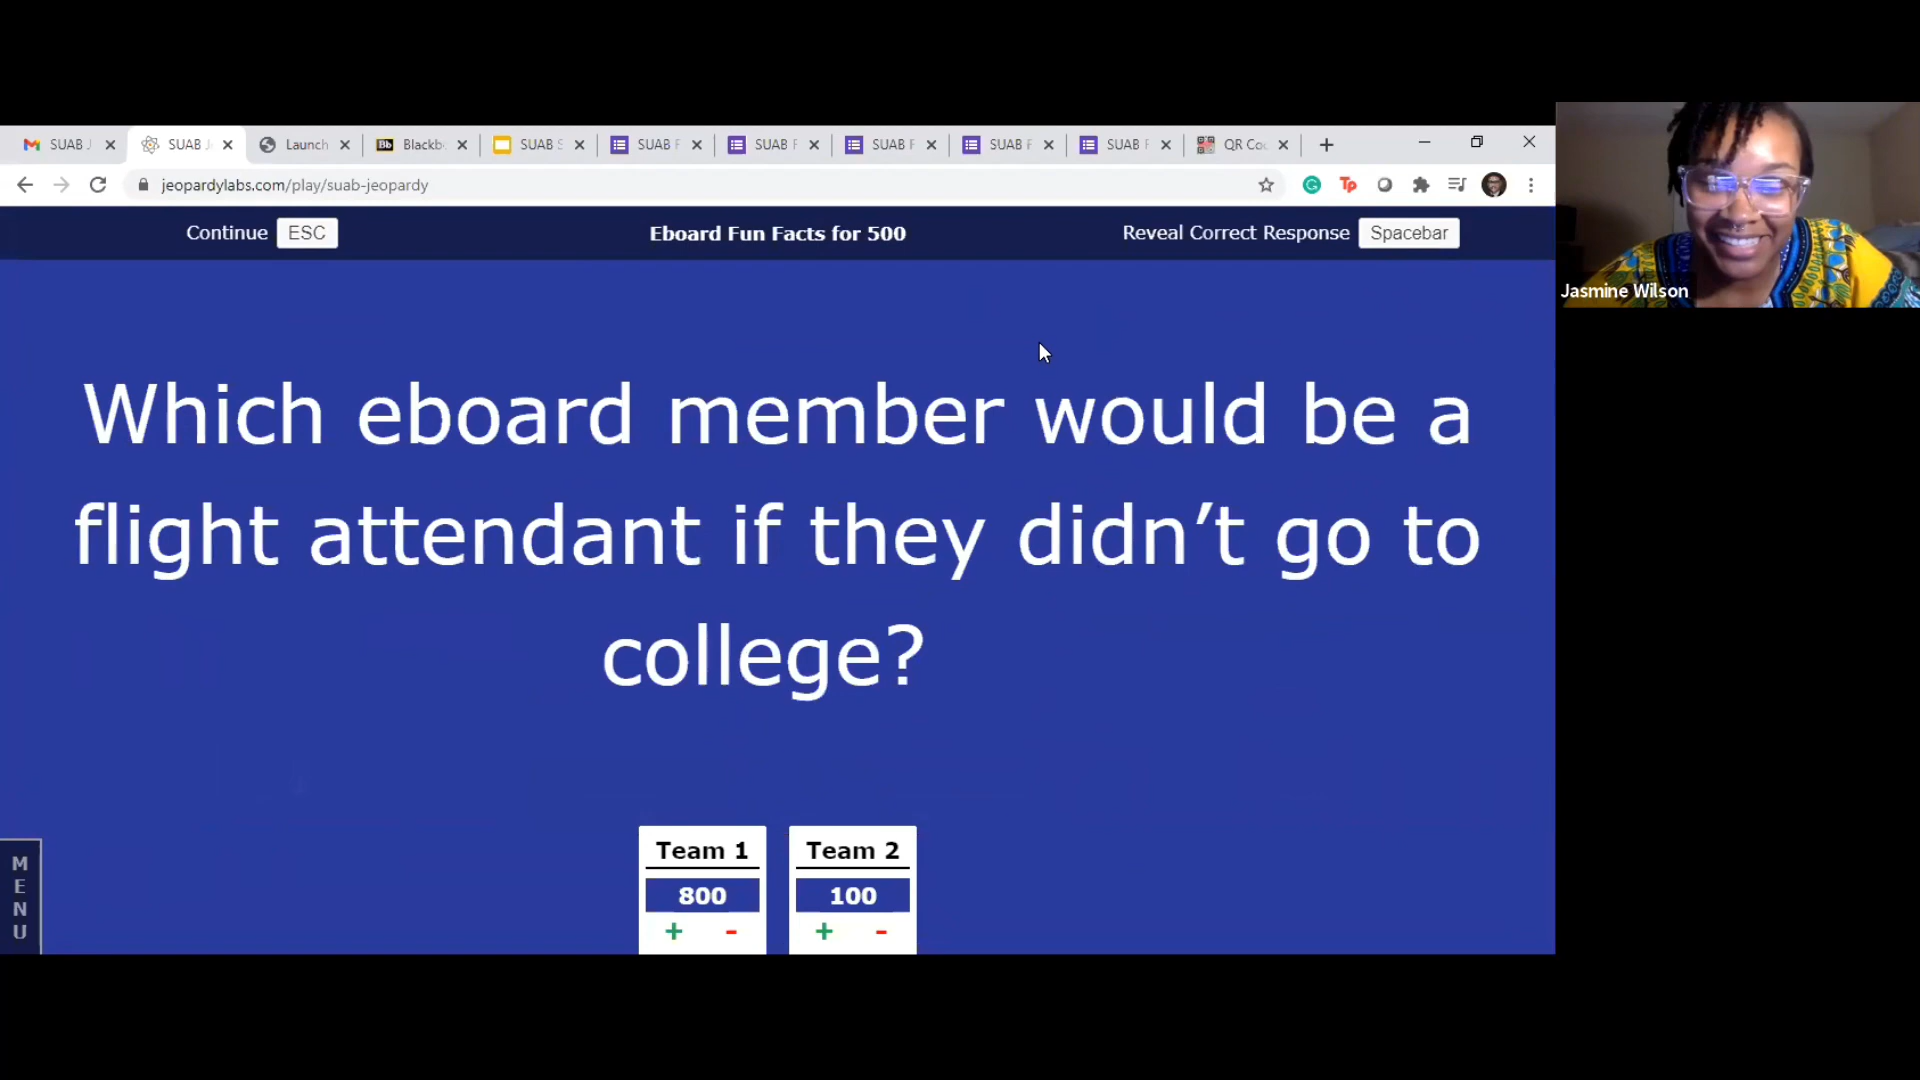 SUAB J
SUAB J
Launch
Blackb
SUAB S
SUAB F
SUAB F
SUAB F
SUAB F
SUAB F
QR Co
jeopardylabs.com/play/suab-jeopardy
Continue ESC
Eboard Fun Facts for 500
Reveal Correct Response Spacebar
Jasmine Wilson
Which eboard member would be a
flight attendant if they didn’t go to
college?
MENU
Team 1
800
+ -
Team 2
100
+ -